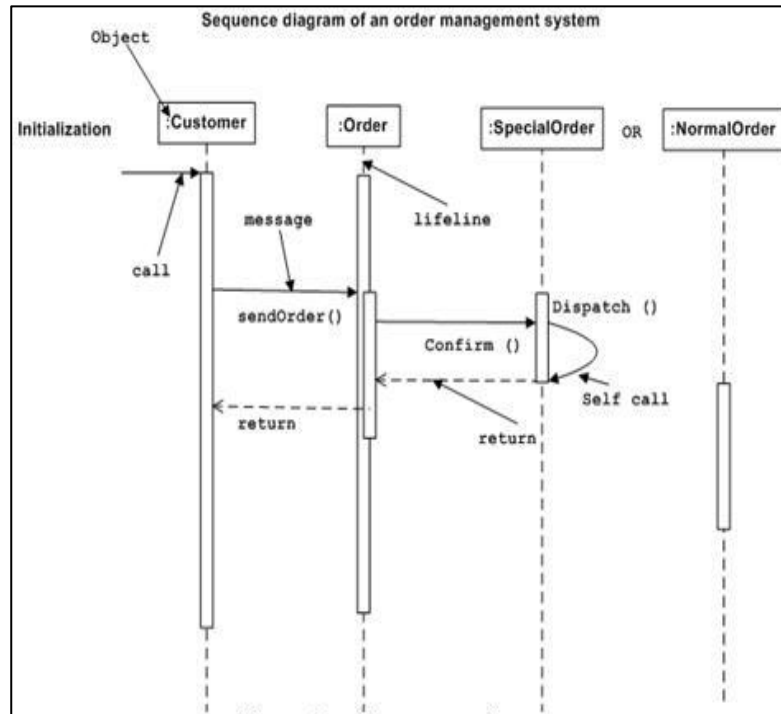 Sequence diagram of an order management system
Object
Initialization
:Customer
:Order
:SpecialOrder
OR
:NormalOrder
message
lifeline
call
sendOrder()
Dispatch ()
Confirm ()
Self call
return
return